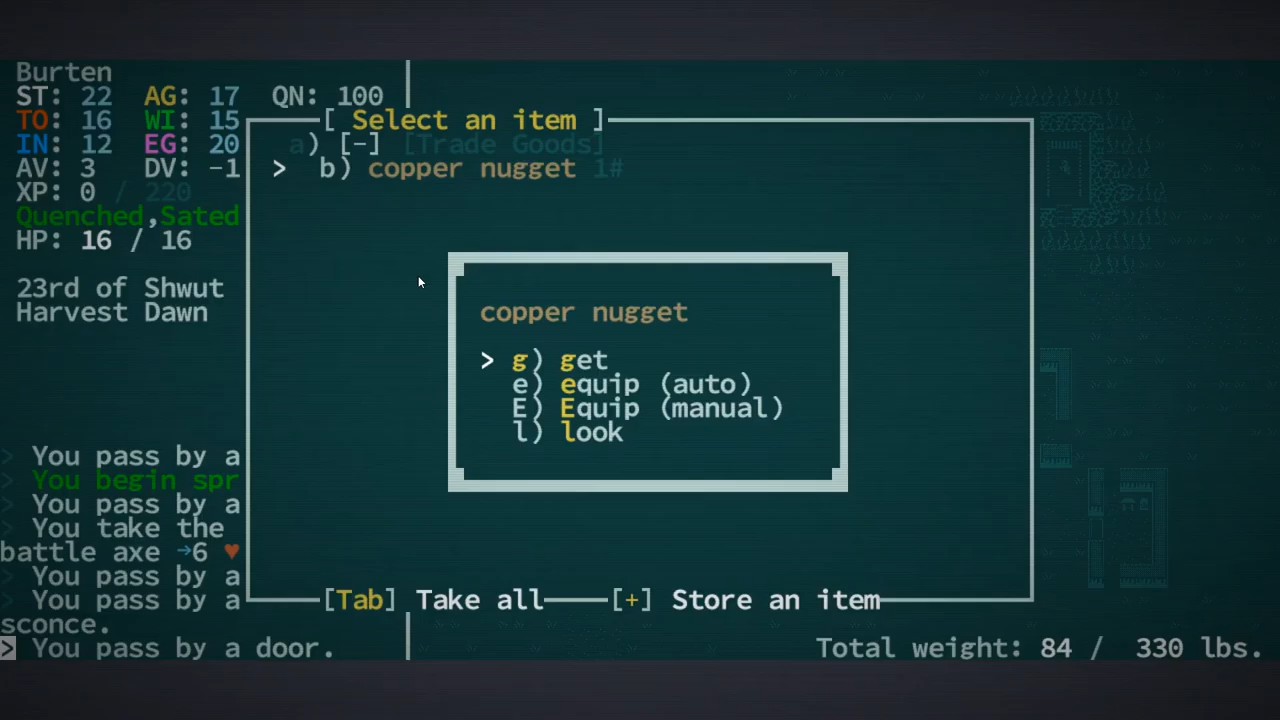 Burten
ST: 22 AG: 17 QN: 100
[ Select an item ]
TO: 16 WI: 15
IN: 12 EG: 20 a) [-] [Trade Goods]
AV: 3 DV: -1 > b) copper nugget 1#
XP: 0 / 220
Quenched,Sated
HP: 16 / 16
23rd of Shwut
Harvest Dawn
copper nugget
> g) get
e) equip (auto)
E) Equip (manual)
l) look
> You pass by a
> You begin spr
> You pass by a
> You take the
battle axe →6 ♥
> You pass by a
> You pass by a
[Tab] Take all [+] Store an item
sconce.
> You pass by a door.
Total weight: 84 / 330 lbs.